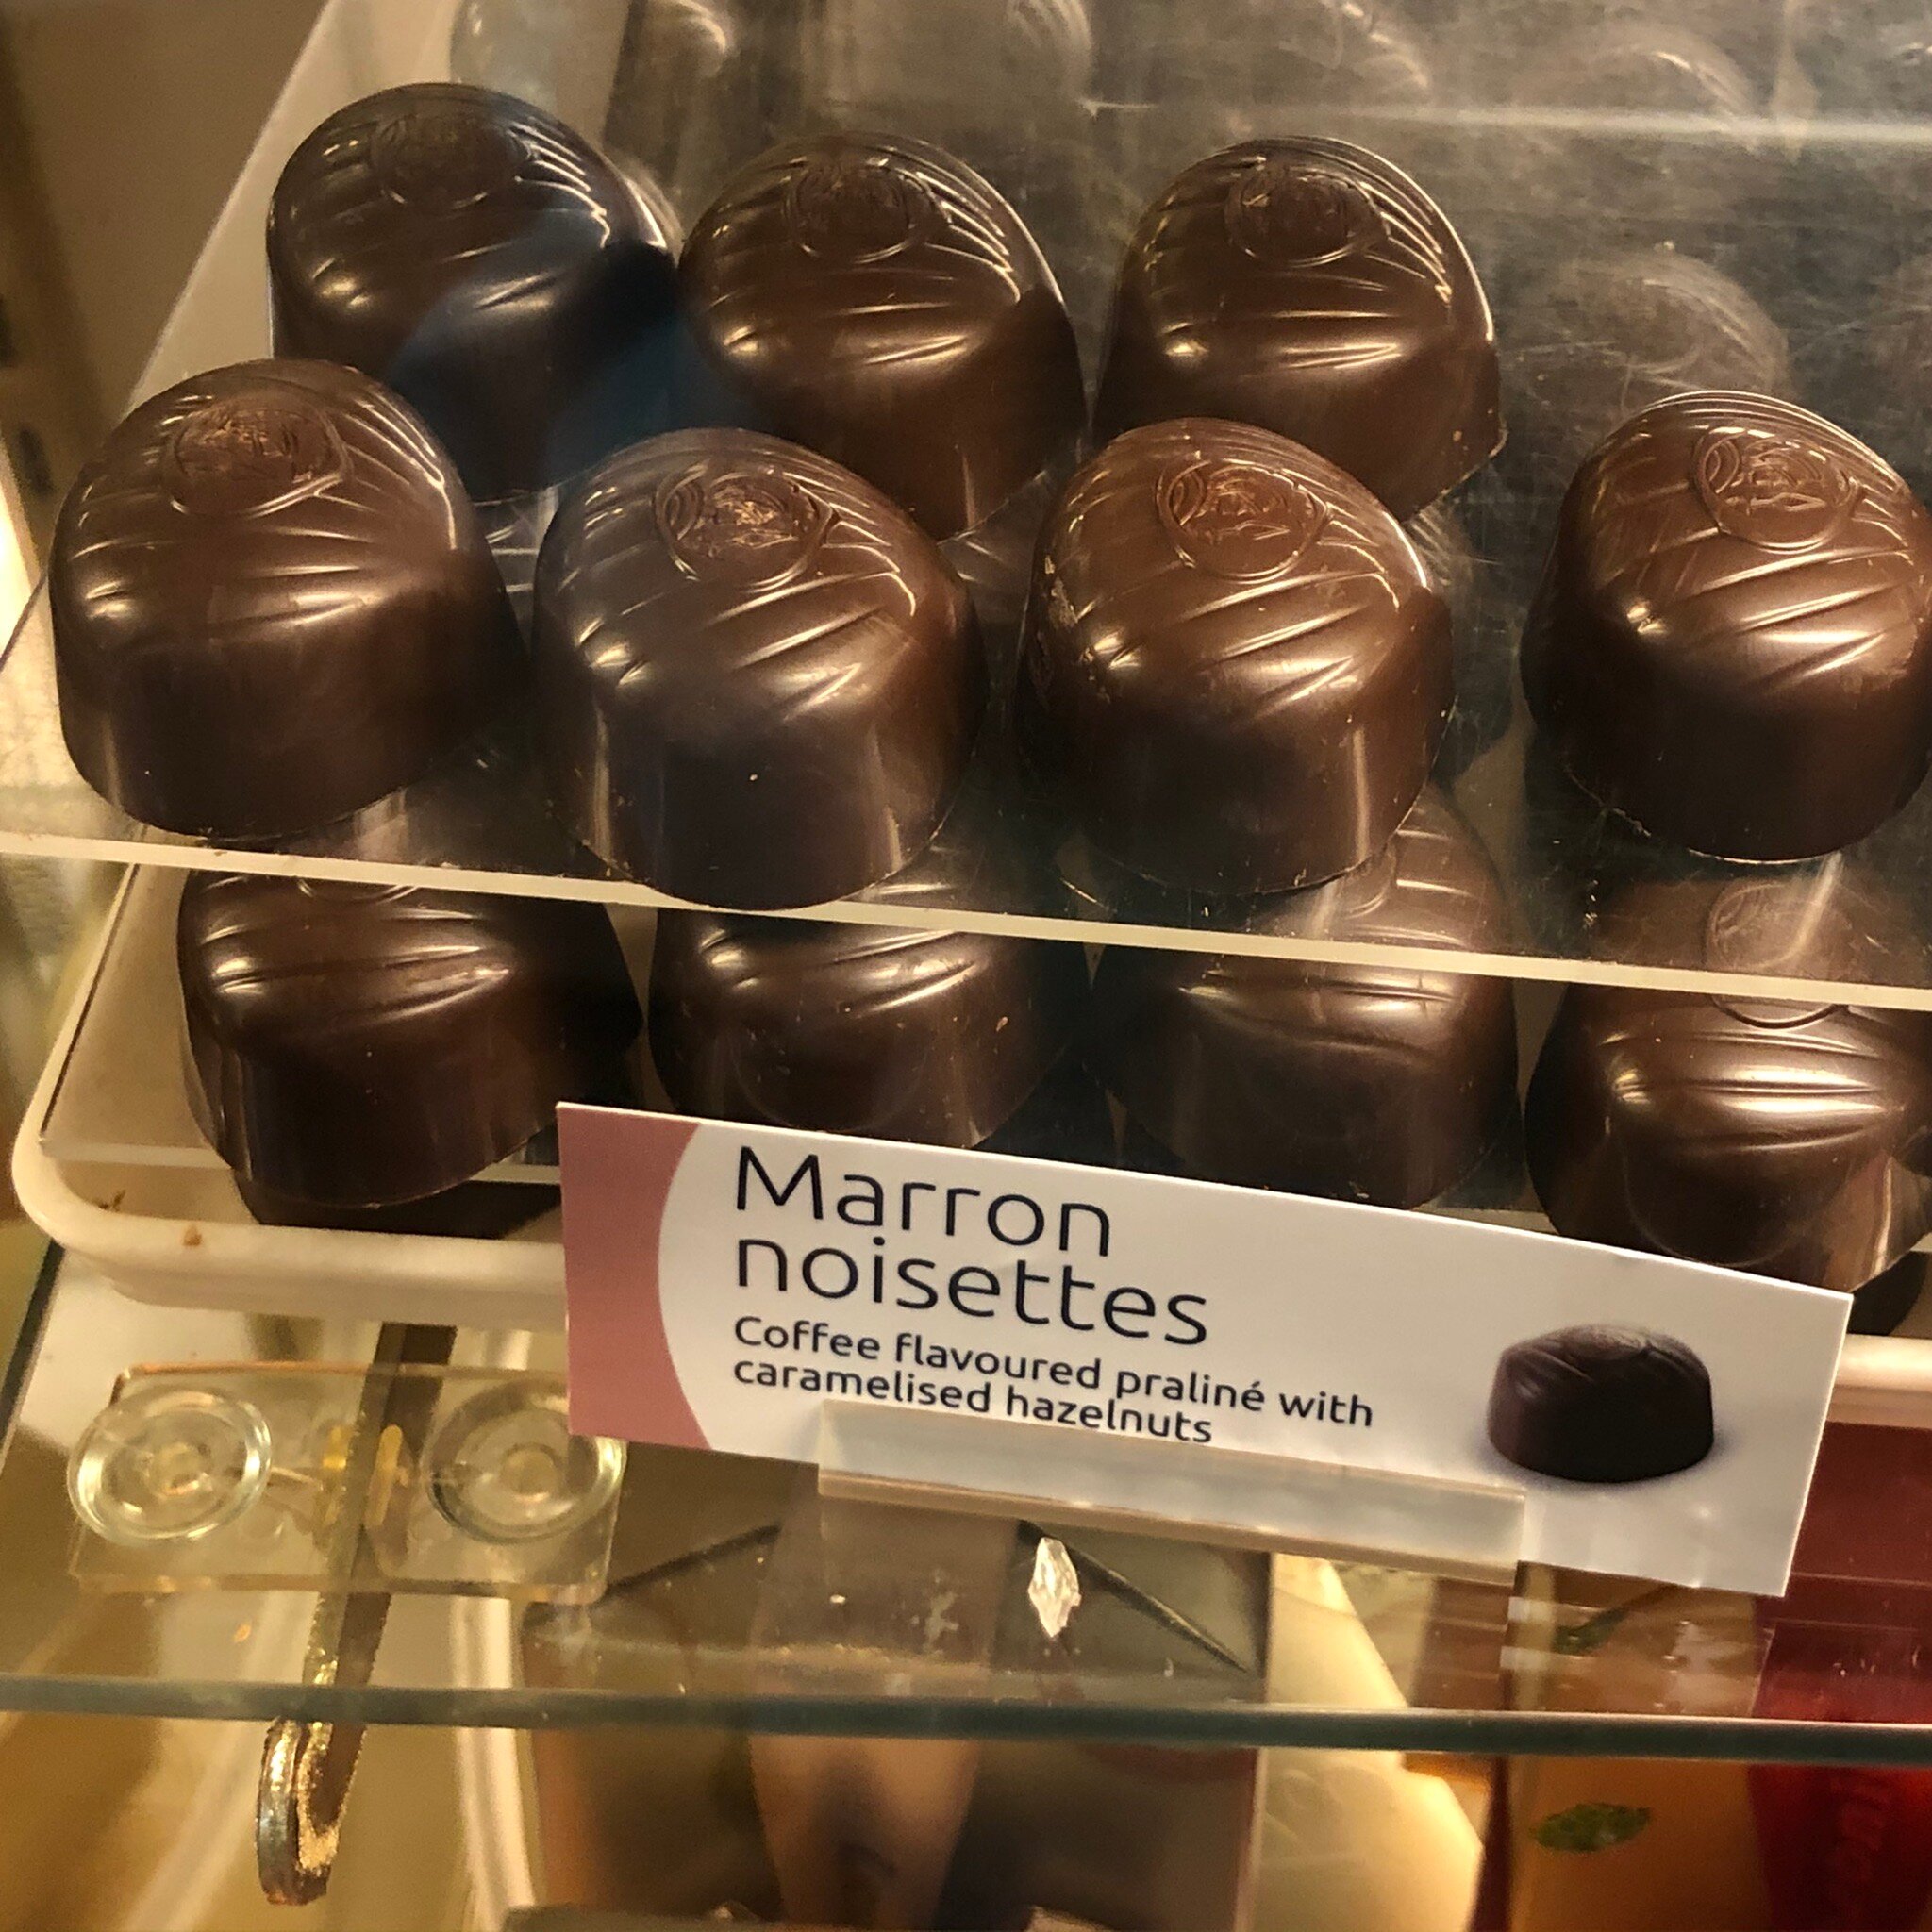 Marron
noisettes
Coffee flavoured praliné with
caramelised hazelnuts